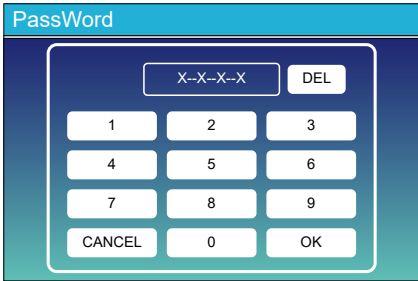 PassWord
X--X--X--X DEL
1 2 3
4 5 6
7 8 9
CANCEL 0 OK